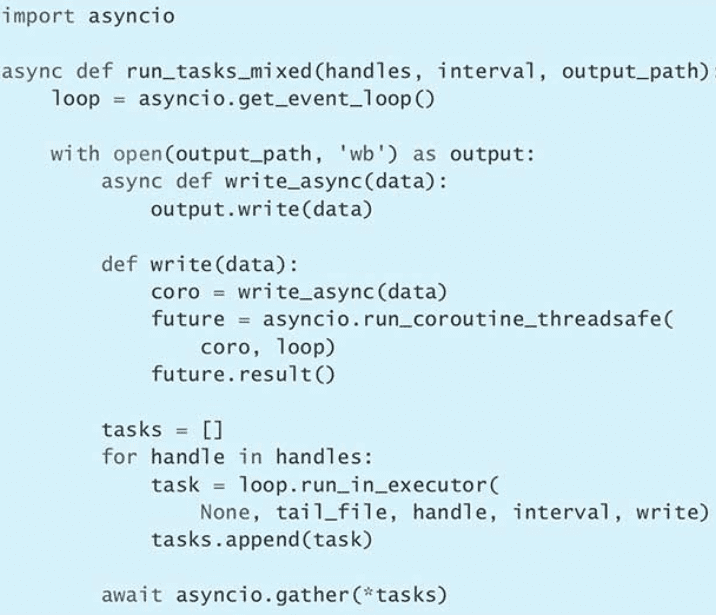 import asyncio
async def run_tasks_mixed(handles, interval, output_path):
    loop = asyncio.get_event_loop()
    with open(output_path, 'wb') as output:
        async def write_async(data):
            output.write(data)
        def write(data):
            coro = write_async(data)
            future = asyncio.run_coroutine_threadsafe(
                coro, loop)
            future.result()
        tasks = []
        for handle in handles:
            task = loop.run_in_executor(
                None, tail_file, handle, interval, write)
            tasks.append(task)
        await asyncio.gather(*tasks)